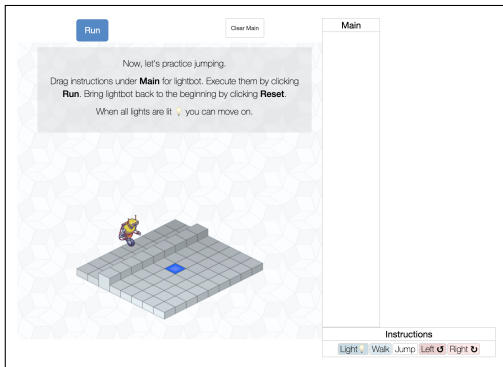 Run
Clear Main
Now, let's practice jumping.
Drag instructions under Main for lightbot. Execute them by clicking
Run. Bring lightbot back to the beginning by clicking Reset.
When all lights are lit 💡 you can move on.
Main
Instructions
Light💡 Walk Jump Left ↺ Right ↻